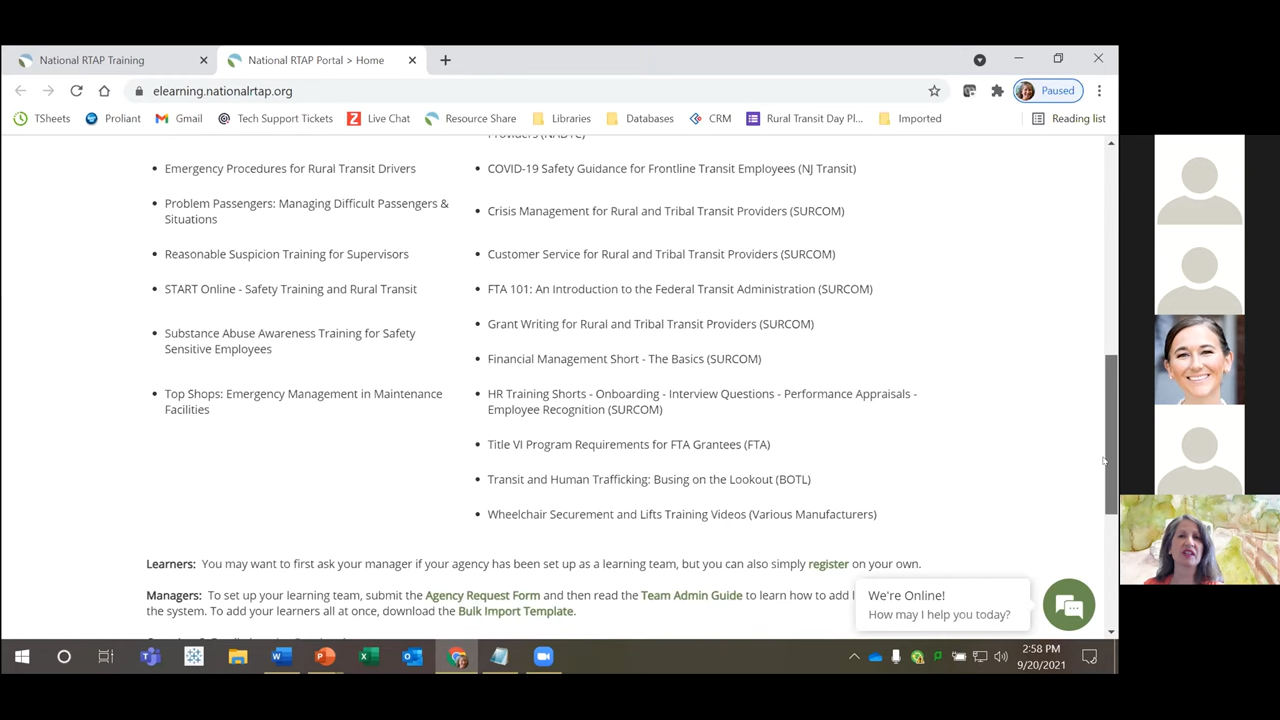 National RTAP Training
National RTAP Portal > Home
elearning.nationalrtap.org
Paused
TSheets
Proliant
Gmail
Tech Support Tickets
Live Chat
Resource Share
Libraries
Databases
CRM
Rural Transit Day Pl...
Imported
Reading list
Providers (NADTC)
Emergency Procedures for Rural Transit Drivers
Problem Passengers: Managing Difficult Passengers &
Situations
Reasonable Suspicion Training for Supervisors
START Online - Safety Training and Rural Transit
Substance Abuse Awareness Training for Safety
Sensitive Employees
Top Shops: Emergency Management in Maintenance
Facilities
COVID-19 Safety Guidance for Frontline Transit Employees (NJ Transit)
Crisis Management for Rural and Tribal Transit Providers (SURCOM)
Customer Service for Rural and Tribal Transit Providers (SURCOM)
FTA 101: An Introduction to the Federal Transit Administration (SURCOM)
Grant Writing for Rural and Tribal Transit Providers (SURCOM)
Financial Management Short - The Basics (SURCOM)
HR Training Shorts - Onboarding - Interview Questions - Performance Appraisals -
Employee Recognition (SURCOM)
Title VI Program Requirements for FTA Grantees (FTA)
Transit and Human Trafficking: Busing on the Lookout (BOTL)
Wheelchair Securement and Lifts Training Videos (Various Manufacturers)
Learners: You may want to first ask your manager if your agency has been set up as a learning team, but you can also simply register on your own.
Managers: To set up your learning team, submit the Agency Request Form and then read the Team Admin Guide to learn how to add
the system. To add your learners all at once, download the Bulk Import Template.
We're Online!
How may I help you today?
2:58 PM
9/20/2021